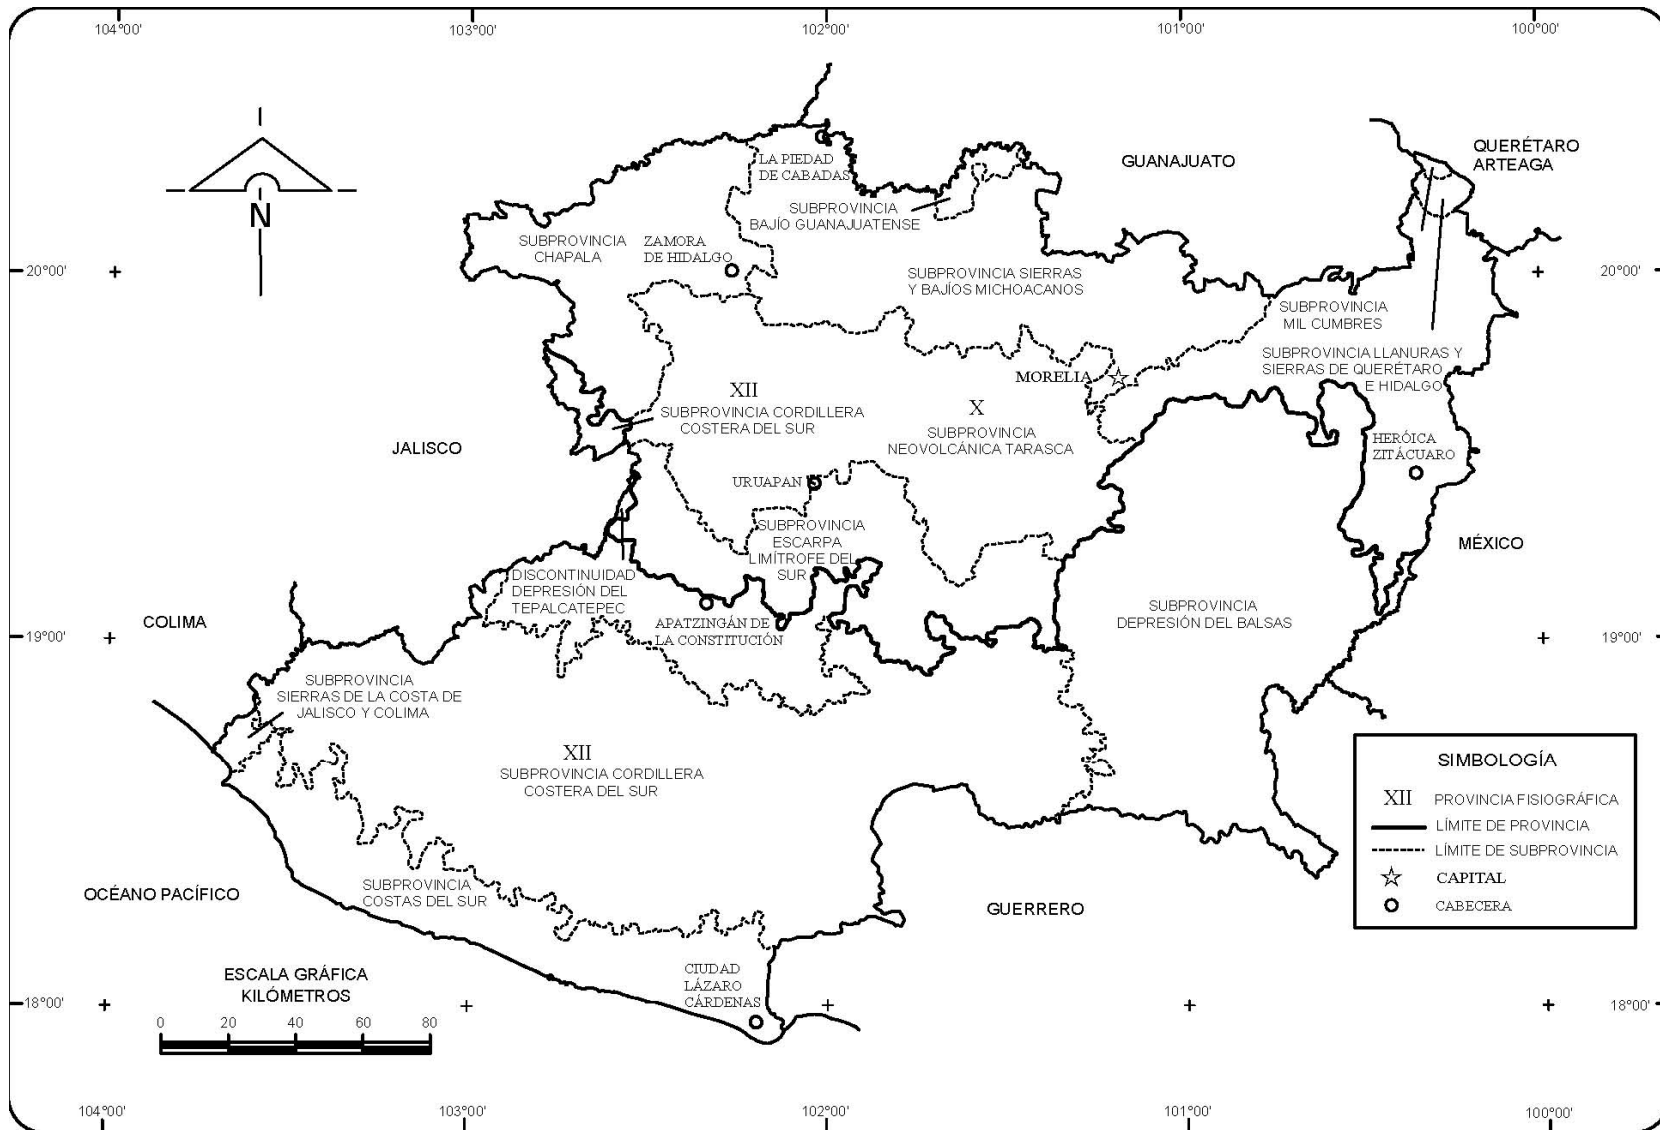 104°00'
103°00'
102°00'
101°00'
100°00'
GUANAJUATO
QUERÉTARO
ARTEAGA
LA PIEDAD
DE CABADAS
N
SUBPROVINCIA
BAJÍO GUANAJUATENSE
SUBPROVINCIA
CHAPALA
ZAMORA
DE HIDALGO
20°00'
20°00'
SUBPROVINCIA SIERRAS
Y BAJÍOS MICHOACANOS
SUBPROVINCIA
MIL CUMBRES
SUBPROVINCIA LLANURAS Y
SIERRAS DE QUERÉTARO
E HIDALGO
MORELIA
XII
SUBPROVINCIA CORDILLERA
COSTERA DEL SUR
X
SUBPROVINCIA
NEOVOLCÁNICA TARASCA
JALISCO
HERÓICA
ZITÁCUARO
URUAPAN
SUBPROVINCIA
ESCARPA
LIMÍTROFE DEL
SUR
MÉXICO
DISCONTINUIDAD
DEPRESIÓN DEL
TEPALCATEPEC
SUBPROVINCIA
DEPRESIÓN DEL BALSAS
COLIMA
APATZINGÁN DE
LA CONSTITUCIÓN
19°00'
19°00'
SUBPROVINCIA
SIERRAS DE LA COSTA DE
JALISCO Y COLIMA
XII
SUBPROVINCIA CORDILLERA
COSTERA DEL SUR
SIMBOLOGÍA
XII PROVINCIA FISIOGRÁFICA
LÍMITE DE PROVINCIA
LÍMITE DE SUBPROVINCIA
CAPITAL
CABECERA
OCÉANO PACÍFICO
SUBPROVINCIA
COSTAS DEL SUR
GUERRERO
ESCALA GRÁFICA
KILÓMETROS
0 20 40 60 80
CIUDAD
LÁZARO
CÁRDENAS
18°00'
18°00'
104°00'
103°00'
102°00'
101°00'
100°00'